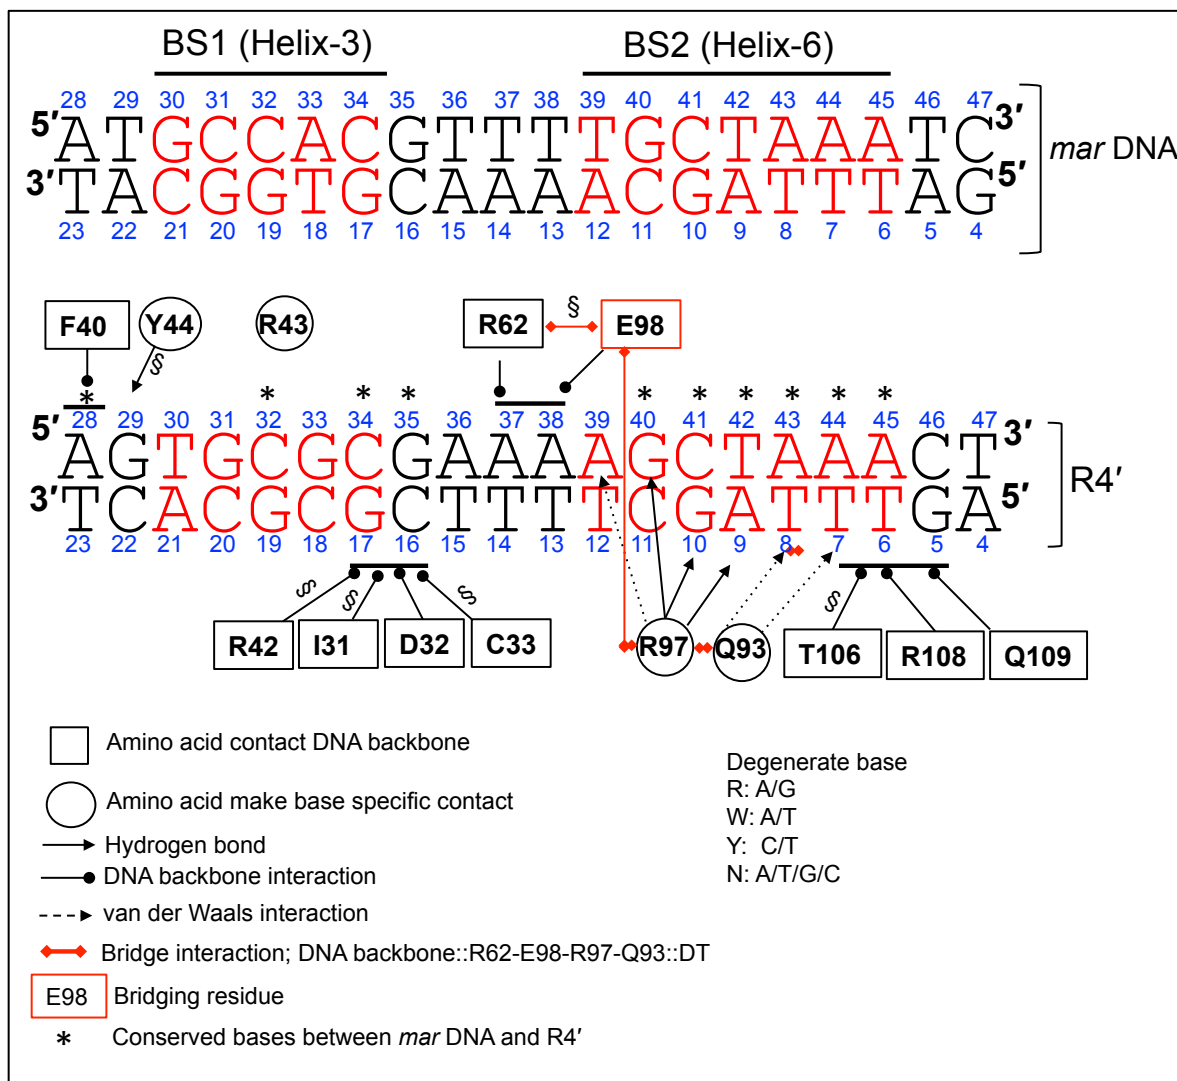 BS1 (Helix-3) BS2 (Helix-6)
28 29 30 31 32 33 34 35 36 37 38 39 40 41 42 43 44 45 46 47
5′ A T G C C A C G T T T T G C T A A A T C 3′
3′ T A C G G T G C A A A A C G A T T T A G 5′
23 22 21 20 19 18 17 16 15 14 13 12 11 10 9 8 7 6 5 4
mar DNA
F40 Y44 R43 R62 § E98
§
* * * * * * * * * *
28 29 30 31 32 33 34 35 36 37 38 39 40 41 42 43 44 45 46 47
5′ A G T G C G C G A A A A G C T A A A C T 3′
3′ T C A C G C G C T T T T C G A T T T G A 5′
23 22 21 20 19 18 17 16 15 14 13 12 11 10 9 8 7 6 5 4
R4′
§ § § §
R42 I31 D32 C33 R97 Q93 T106 R108 Q109
Amino acid contact DNA backbone
Amino acid make base specific contact
Hydrogen bond
DNA backbone interaction
van der Waals interaction
Bridge interaction; DNA backbone::R62-E98-R97-Q93::DT
E98 Bridging residue
* Conserved bases between mar DNA and R4′
Degenerate base
R: A/G
W: A/T
Y: C/T
N: A/T/G/C